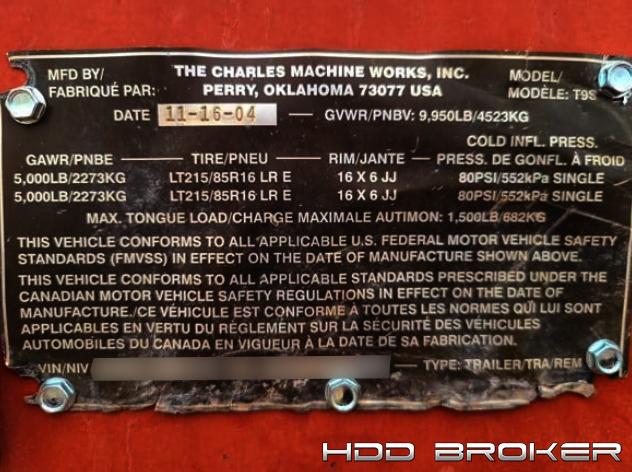 MFD BY/ THE CHARLES MACHINE WORKS, INC. MODEL/
FABRIQUÉ PAR: PERRY, OKLAHOMA 73077 USA MODÈLE: T9S
DATE 11-16-04 — GVWR/PNBV: 9,950LB/4523KG
COLD INFL. PRESS.
GAWR/PNBE — TIRE/PNEU — RIM/JANTE — PRESS. DE GONFL. À FROID
5,000LB/2273KG LT215/85R16 LR E 16 X 6 JJ 80PSI/552kPa SINGLE
5,000LB/2273KG LT215/85R16 LR E 16 X 6 JJ 80PSI/552kPa SINGLE
MAX. TONGUE LOAD/CHARGE MAXIMALE AUTIMON: 1,500LB/682KG
THIS VEHICLE CONFORMS TO ALL APPLICABLE U.S. FEDERAL MOTOR VEHICLE SAFETY
STANDARDS (FMVSS) IN EFFECT ON THE DATE OF MANUFACTURE SHOWN ABOVE.
THIS VEHICLE CONFORMS TO ALL APPLICABLE STANDARDS PRESCRIBED UNDER THE
CANADIAN MOTOR VEHICLE SAFETY REGULATIONS IN EFFECT ON THE DATE OF
MANUFACTURE./CE VÉHICULE EST CONFORME À TOUTES LES NORMES QUI LUI SONT
APPLICABLES EN VERTU DU RÉGLEMENT SUR LA SÉCURITÉ DES VÉHICULES
AUTOMOBILES DU CANADA EN VIGUEUR À LA DATE DE SA FABRICATION.
VIN/NIV — TYPE: TRAILER/TRA/REM
HDD BROKER